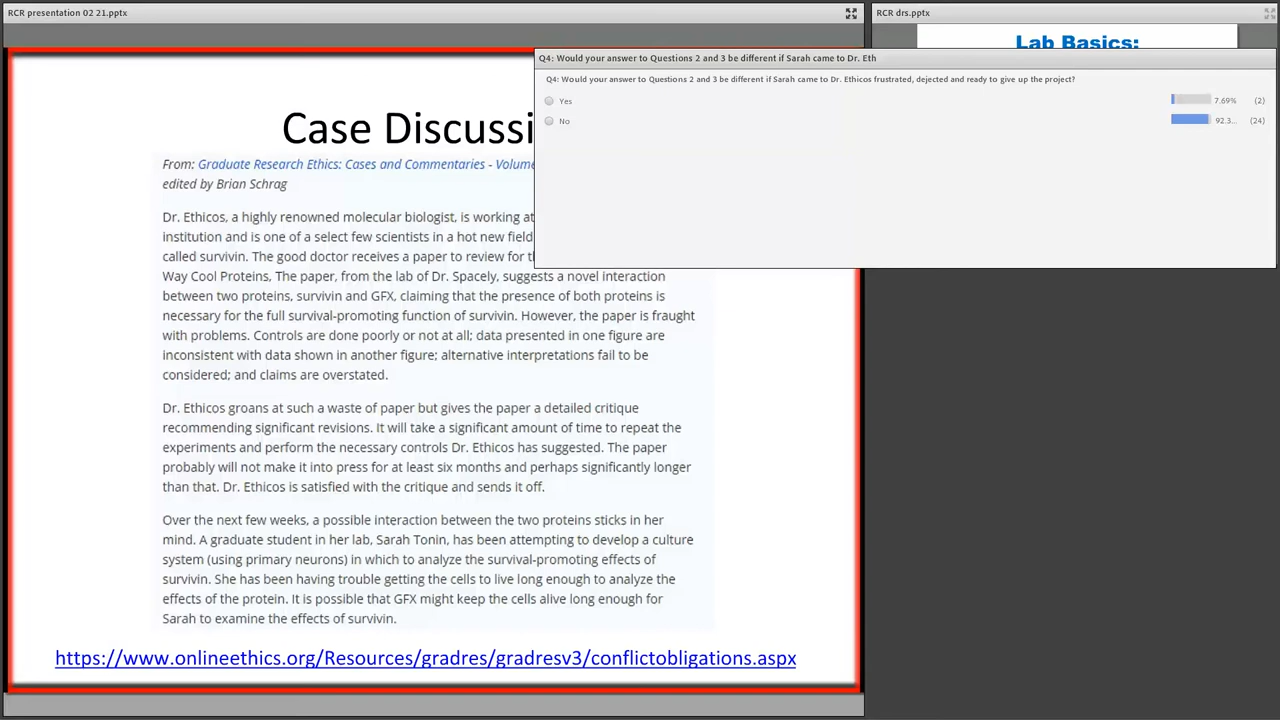 RCR presentation 02 21.pptx
RCR drs.pptx
Lab Basics:
Q4: Would your answer to Questions 2 and 3 be different if Sarah came to Dr. Eth
Q4: Would your answer to Questions 2 and 3 be different if Sarah came to Dr. Ethicos frustrated, dejected and ready to give up the project?
Yes 7.69% (2)
No 92.3... (24)
Case Discussi
From: Graduate Research Ethics: Cases and Commentaries - Volume
edited by Brian Schrag
Dr. Ethicos, a highly renowned molecular biologist, is working at
institution and is one of a select few scientists in a hot new field
called survivin. The good doctor receives a paper to review for th
Way Cool Proteins, The paper, from the lab of Dr. Spacely, suggests a novel interaction
between two proteins, survivin and GFX, claiming that the presence of both proteins is
necessary for the full survival-promoting function of survivin. However, the paper is fraught
with problems. Controls are done poorly or not at all; data presented in one figure are
inconsistent with data shown in another figure; alternative interpretations fail to be
considered; and claims are overstated.
Dr. Ethicos groans at such a waste of paper but gives the paper a detailed critique
recommending significant revisions. It will take a significant amount of time to repeat the
experiments and perform the necessary controls Dr. Ethicos has suggested. The paper
probably will not make it into press for at least six months and perhaps significantly longer
than that. Dr. Ethicos is satisfied with the critique and sends it off.
Over the next few weeks, a possible interaction between the two proteins sticks in her
mind. A graduate student in her lab, Sarah Tonin, has been attempting to develop a culture
system (using primary neurons) in which to analyze the survival-promoting effects of
survivin. She has been having trouble getting the cells to live long enough to analyze the
effects of the protein. It is possible that GFX might keep the cells alive long enough for
Sarah to examine the effects of survivin.
https://www.onlineethics.org/Resources/gradres/gradresv3/conflictobligations.aspx